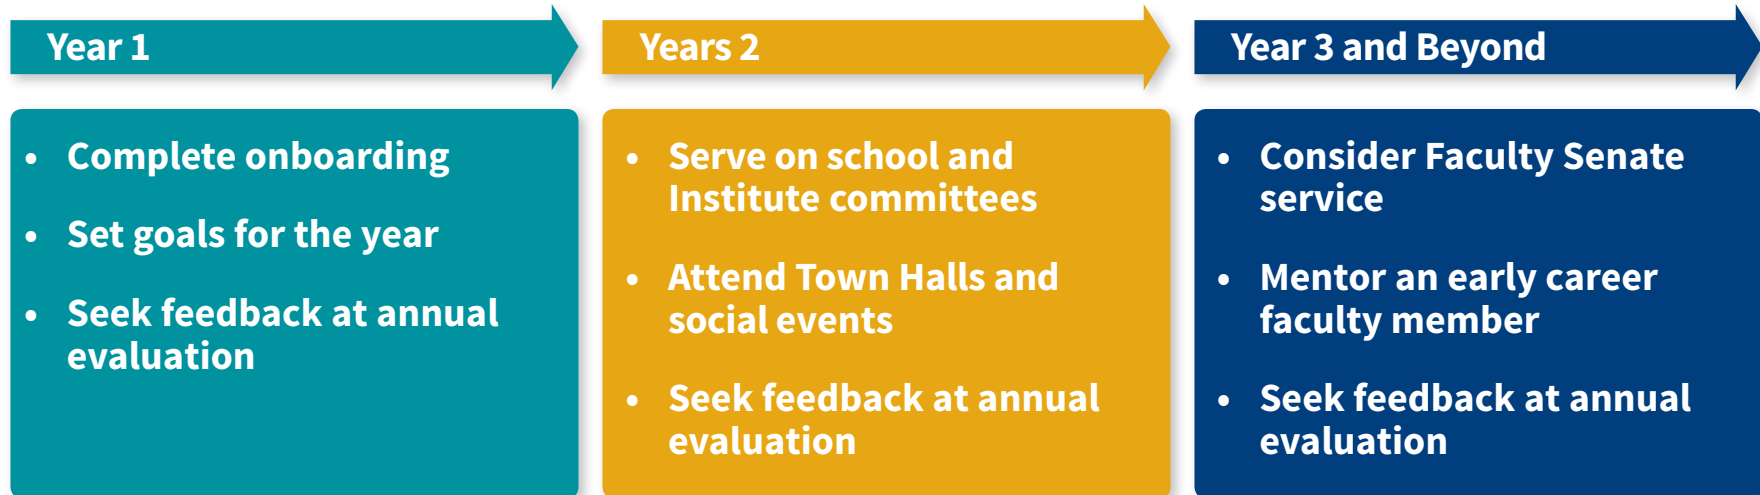 Year 1
• Complete onboarding
• Set goals for the year
• Seek feedback at annual
evaluation
Years 2
• Serve on school and
Institute committees
• Attend Town Halls and
social events
• Seek feedback at annual
evaluation
Year 3 and Beyond
• Consider Faculty Senate
service
• Mentor an early career
faculty member
• Seek feedback at annual
evaluation